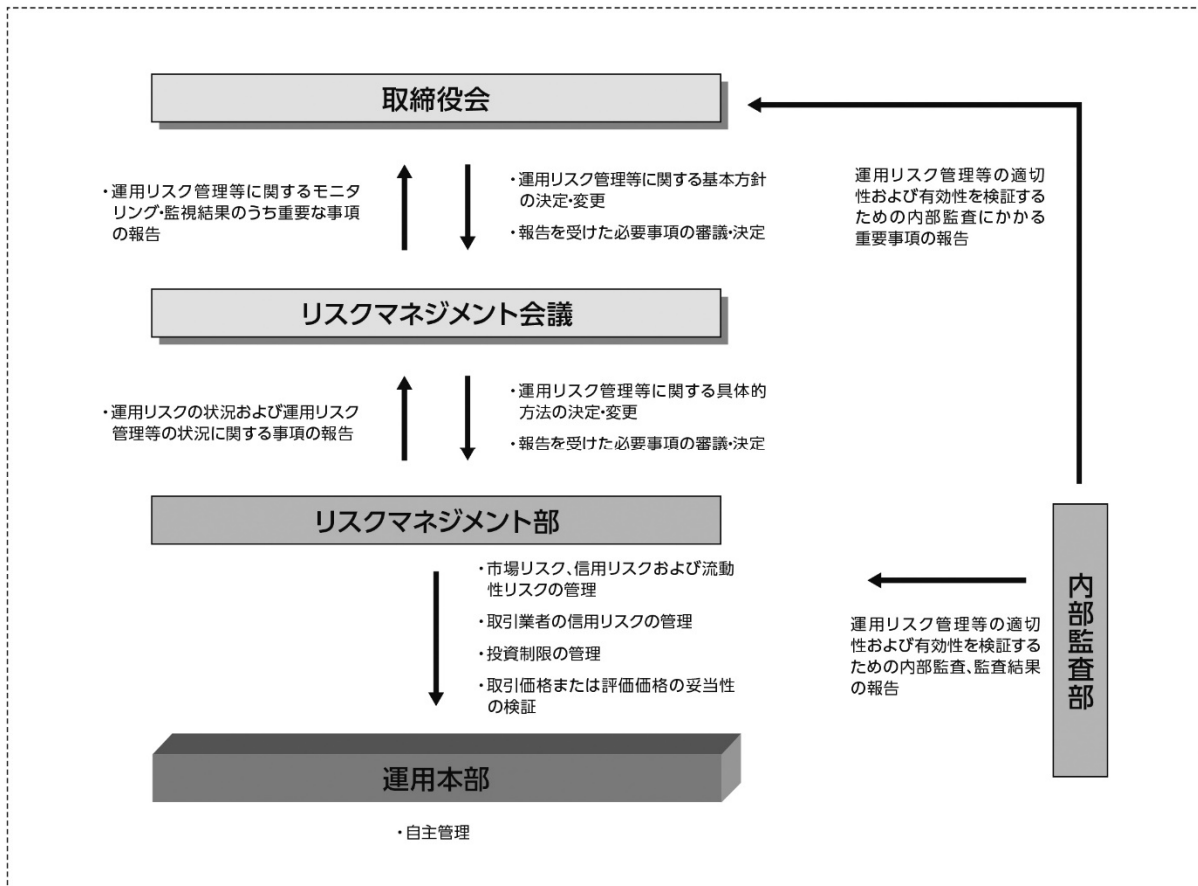 取締役会
・運用リスク管理等に関するモニタ
リング・監視結果のうち重要な事項
の報告
・運用リスク管理等に関する基本方針
の決定・変更
・報告を受けた必要事項の審議・決定
運用リスク管理等の適切
性および有効性を検証する
ための内部監査にかかる
重要事項の報告
リスクマネジメント会議
・運用リスクの状況および運用リスク
管理等の状況に関する事項の報告
・運用リスク管理等に関する具体的
方法の決定・変更
・報告を受けた必要事項の審議・決定
リスクマネジメント部
・市場リスク、信用リスクおよび流動
性リスクの管理
・取引業者の信用リスクの管理
・投資制限の管理
・取引価格または評価価格の妥当性
の検証
運用リスク管理等の適切
性および有効性を検証する
ための内部監査、監査結果
の報告
内部監査部
運用本部
・自主管理